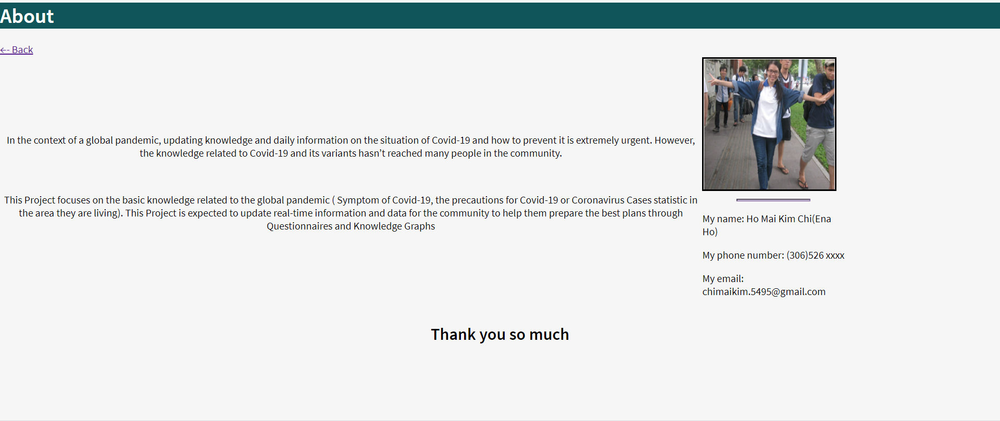 About
←- Back
In the context of a global pandemic, updating knowledge and daily information on the situation of Covid-19 and how to prevent it is extremely urgent. However,
the knowledge related to Covid-19 and its variants hasn’t reached many people in the community.
This Project focuses on the basic knowledge related to the global pandemic ( Symptom of Covid-19, the precautions for Covid-19 or Coronavirus Cases statistic in
the area they are living). This Project is expected to update real-time information and data for the community to help them prepare the best plans through
Questionnaires and Knowledge Graphs
My name: Ho Mai Kim Chi(Ena
Ho)
My phone number: (306)526 xxxx
My email:
chimaikim.5495@gmail.com
Thank you so much